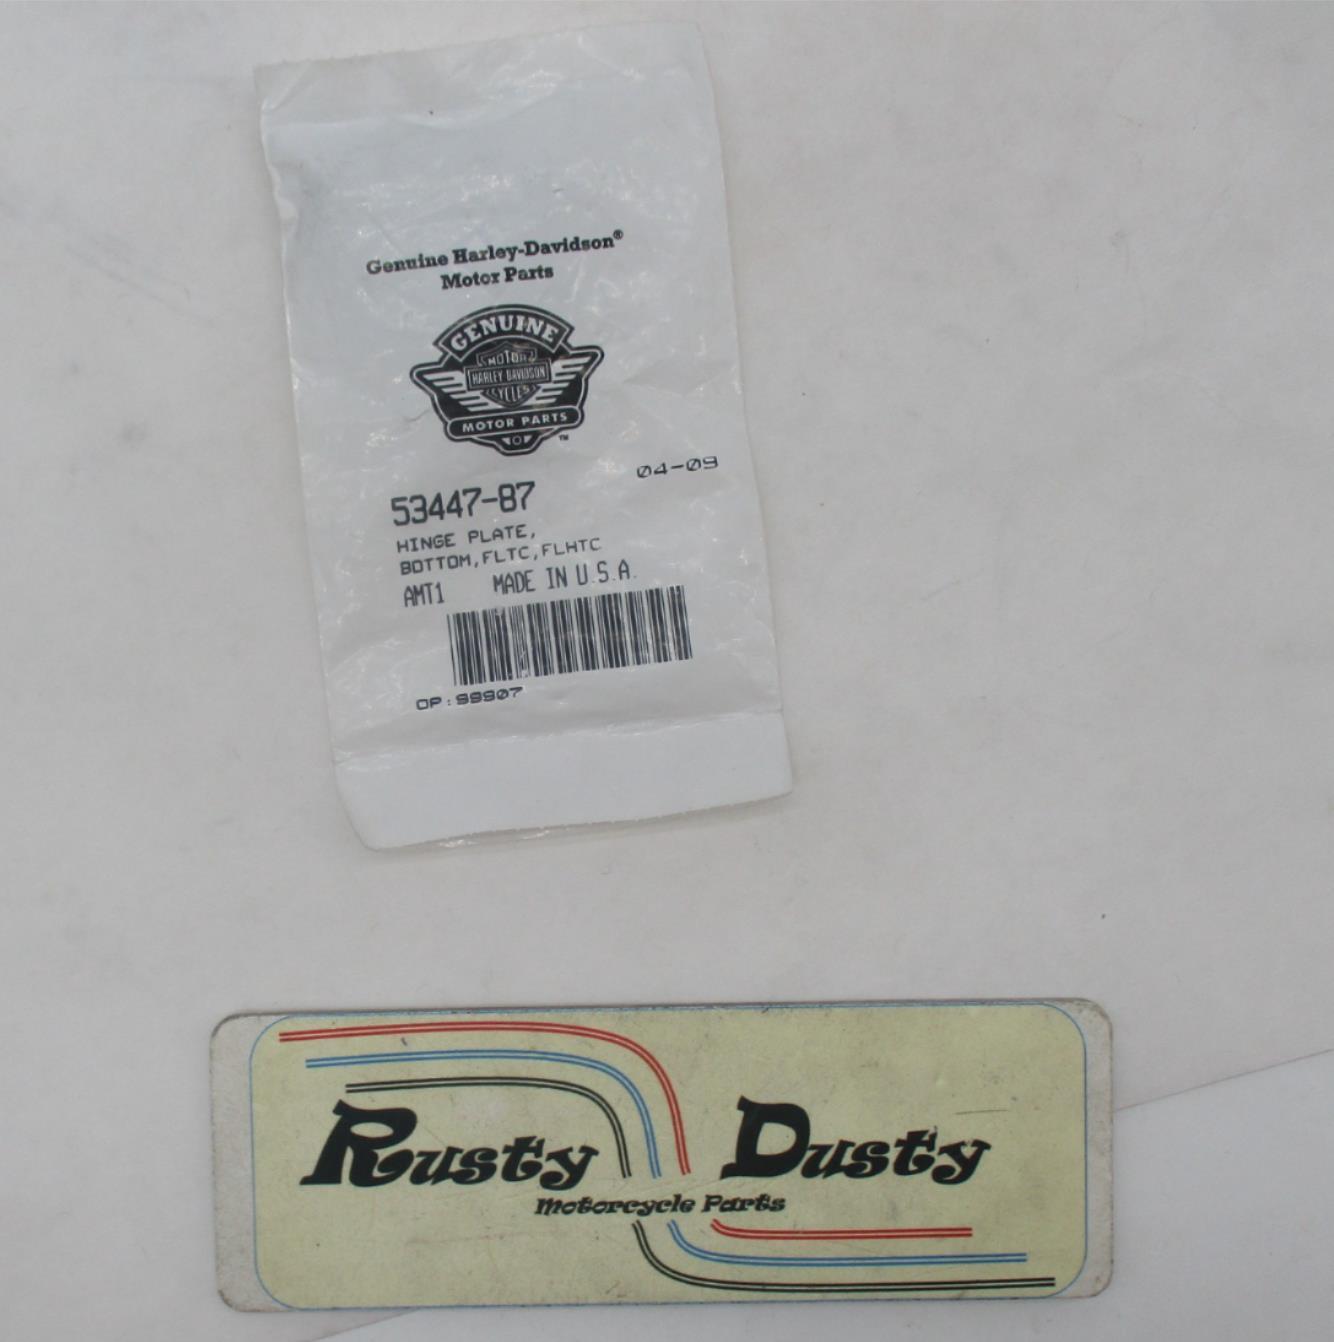 Genuine Harley-Davidson®
Motor Parts
GENUINE
MOTOR
HARLEY DAVIDSON
CYCLES
MOTOR PARTS
TM
04-09
53447-87
HINGE PLATE,
BOTTOM,FLTC,FLHTC
AMT1 MADE IN U.S.A.
OP:99907
Rusty Dusty
Motorcycle Parts